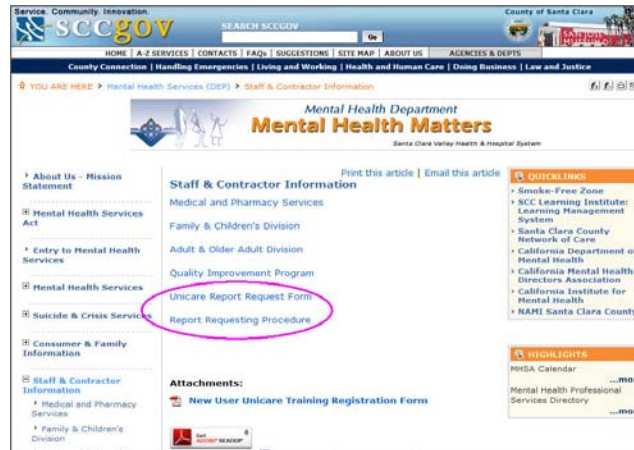 Service. Community. Innovation.
SCCgov
SEARCH SCCGOV
Go
County of Santa Clara
HOME | A-Z SERVICES | CONTACTS | FAQs | SUGGESTIONS | SITE MAP | ABOUT US
AGENCIES & DEPTS
County Connection | Handling Emergencies | Living and Working | Health and Human Care | Doing Business | Law and Justice
YOU ARE HERE > Mental Health Services (DEP) > Staff & Contractor Information
Mental Health Department
Mental Health Matters
Santa Clara Valley Health & Hospital System
About Us - Mission
Statement
Mental Health Services
Act
Entry to Mental Health
Services
Mental Health Services
Suicide & Crisis Services
Consumer & Family
Information
Staff & Contractor
Information
Medical and Pharmacy
Services
Family & Children's
Division
Print this article | Email this article
Staff & Contractor Information
Medical and Pharmacy Services
Family & Children's Division
Adult & Older Adult Division
Quality Improvement Program
Unicare Report Request Form
Report Requesting Procedure
Attachments:
New User Unicare Training Registration Form
Get
ADOBE READER
QUICKLINKS
Smoke-Free Zone
SCC Learning Institute:
Learning Management
System
Santa Clara County
Network of Care
California Department o
Mental Health
California Mental Health
Directors Association
California Institute for
Mental Health
NAMI Santa Clara County
HIGHLIGHTS
MHSA Calendar
...mo
Mental Health Professional
Services Directory
...mo